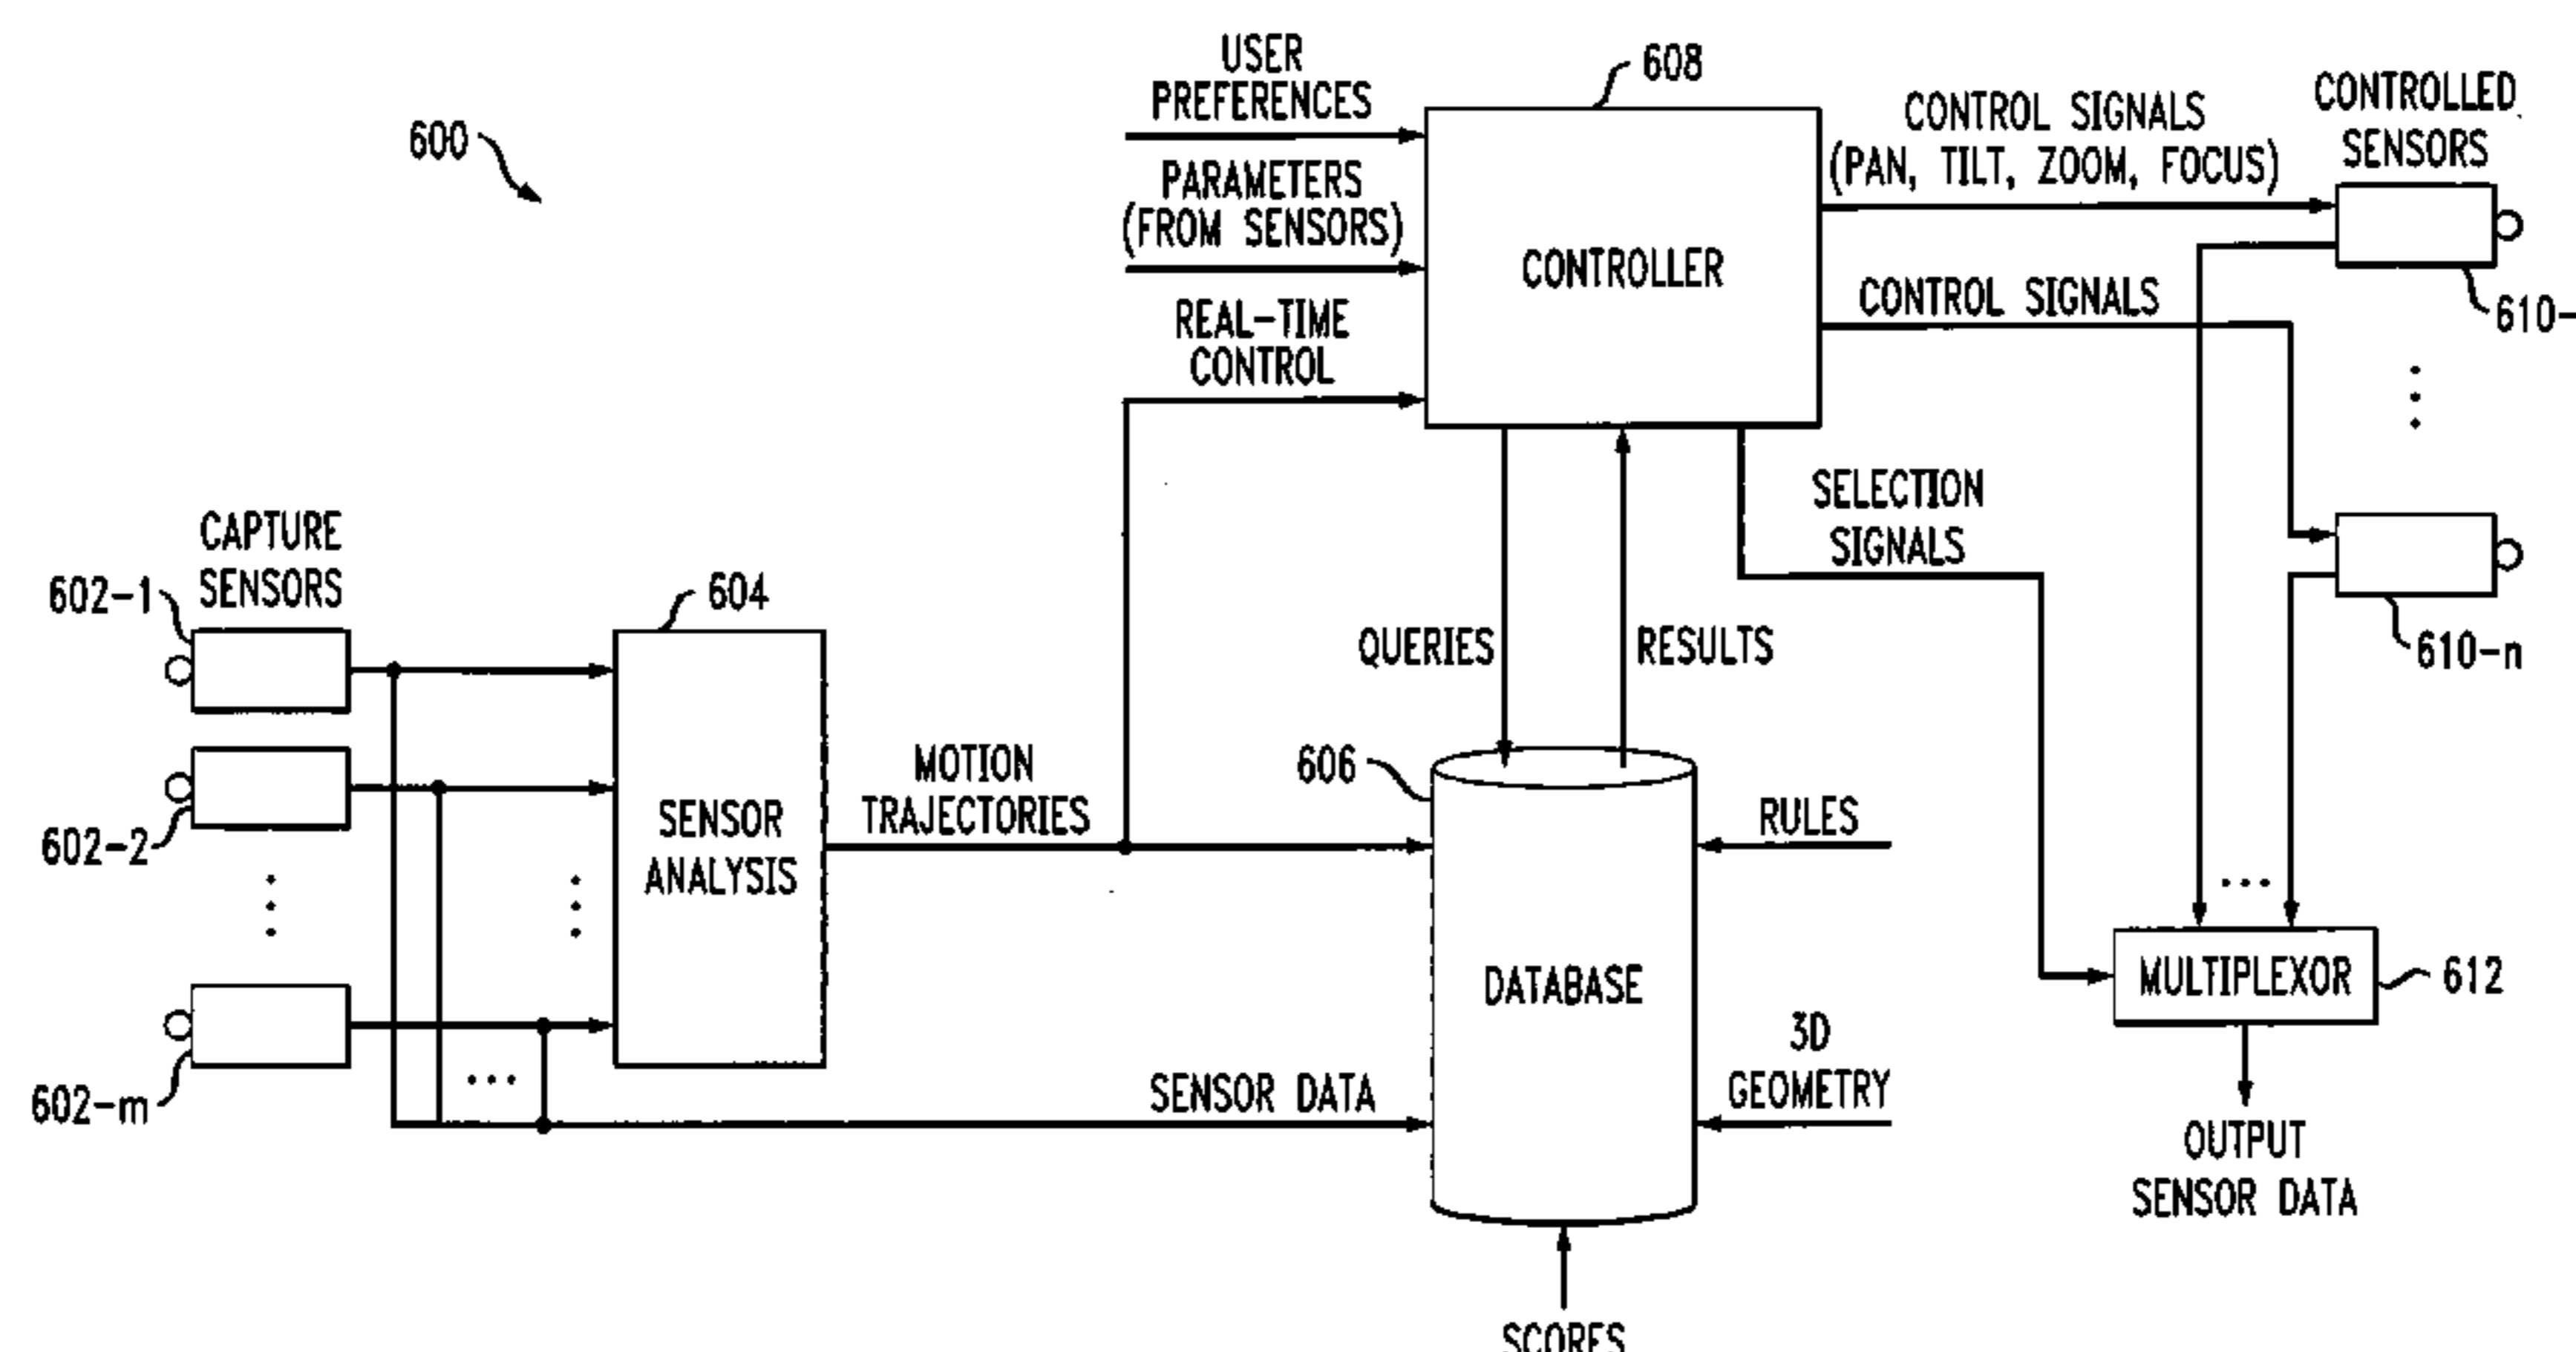 600
USER
PREFERENCES
PARAMETERS
(FROM SENSORS)
REAL-TIME
CONTROL
608
CONTROLLER
CONTROL SIGNALS
(PAN, TILT, ZOOM, FOCUS)
CONTROLLED
SENSORS
610-
CONTROL SIGNALS
SELECTION
SIGNALS
610-n
CAPTURE
SENSORS
602-1
602-2
602-m
604
SENSOR
ANALYSIS
MOTION
TRAJECTORIES
QUERIES
RESULTS
606
DATABASE
RULES
3D
GEOMETRY
SENSOR DATA
SCORES
MULTIPLEXOR
612
OUTPUT
SENSOR DATA